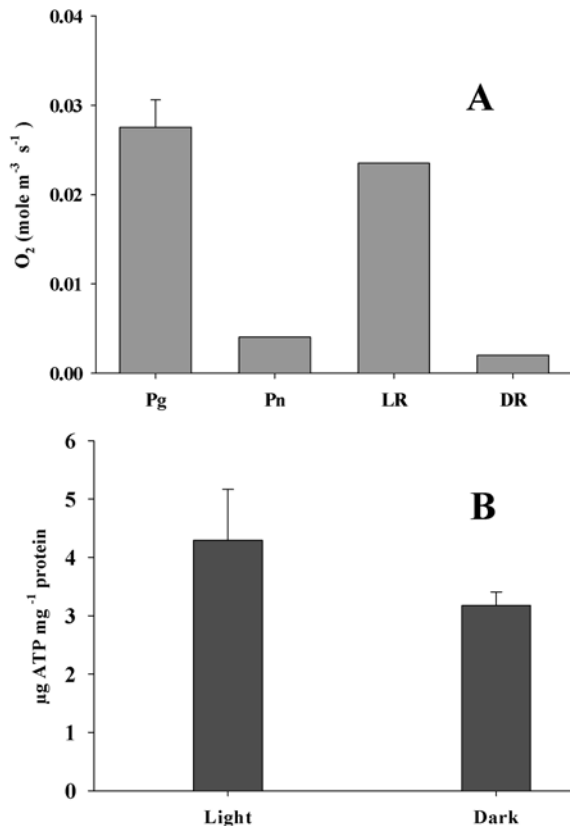 0.04
A
0.03
0.02
0.01
0.00
O₂ (mole m⁻³ s⁻¹ )
Pg Pn LR DR
6
B
5
4
3
2
1
0
µg ATP mg ⁻¹ protein
Light Dark